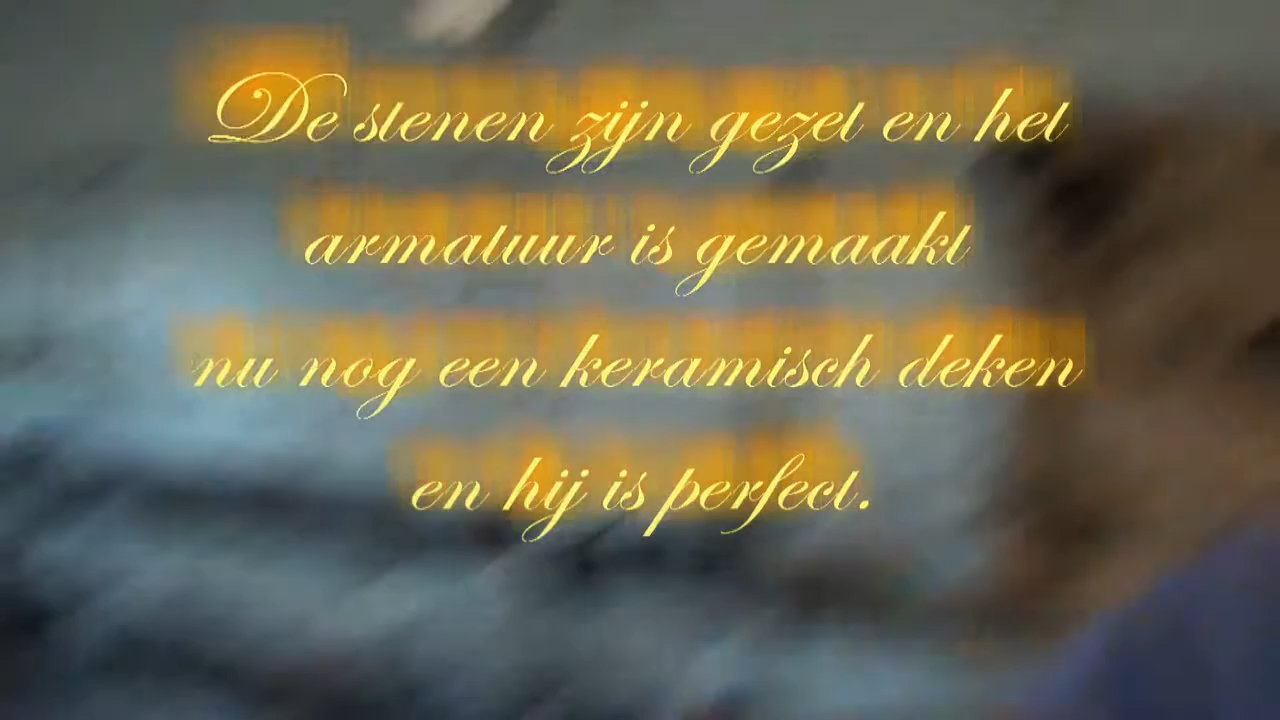 De stenen zijn gezet en het
armatuur is gemaakt
nu nog een keramisch deken
en hij is perfect.